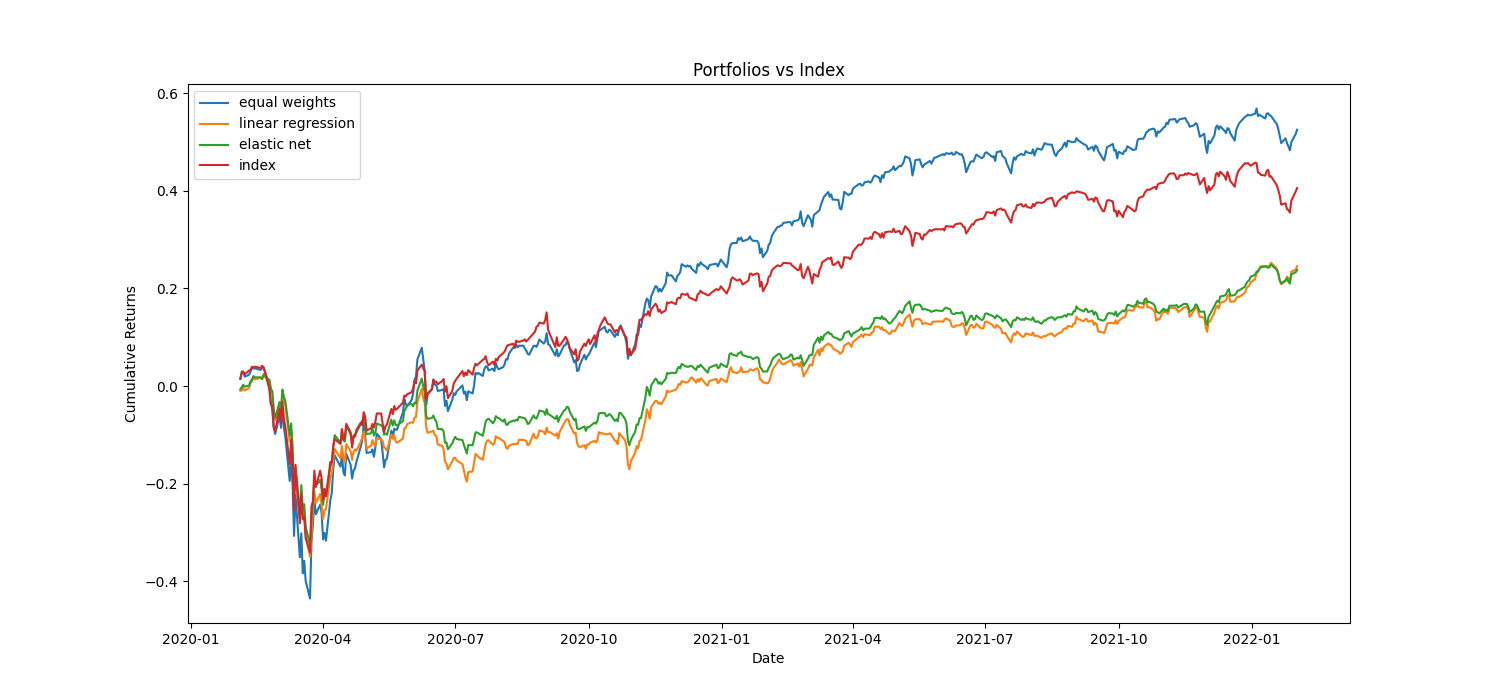 Portfolios vs Index
equal weights
linear regression
elastic net
index
Cumulative Returns
0.6
0.4
0.2
0.0
−0.2
−0.4
2020-01 2020-04 2020-07 2020-10 2021-01 2021-04 2021-07 2021-10 2022-01
Date